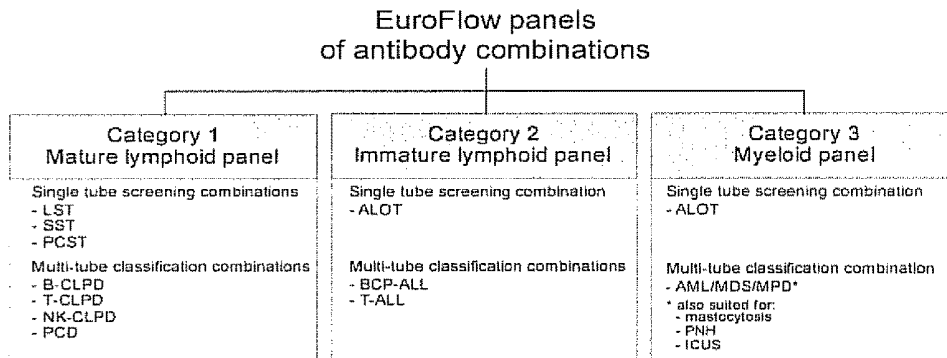 EuroFlow panels
of antibody combinations
Category 1
Mature lymphoid panel
Single tube screening combinations
- LST
- SST
- PCST
Multi-tube classification combinations
- B-CLPD
- T-CLPD
- NK-CLPD
- PCD
Category 2
Immature lymphoid panel
Single tube screening combination
- ALOT
Multi-tube classification combinations
- BCP-ALL
- T-ALL
Category 3
Myeloid panel
Single tube screening combination
- ALOT
Multi-tube classification combination
- AML/MDS/MPD*
* also suited for:
- mastocytosis
- PNH
- ICUS